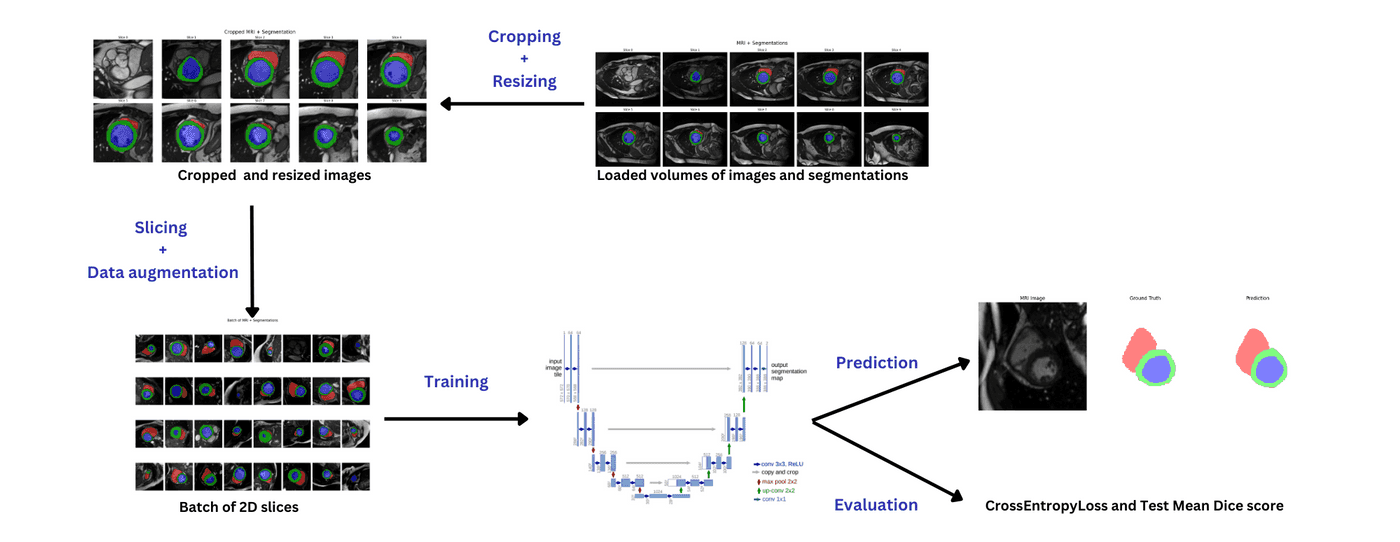 Cropped MRI + Segmentation
Cropping
+
Resizing
MRI + Segmentations
Cropped and resized images
Loaded volumes of images and segmentations
Slicing
+
Data augmentation
Batch of MRI + Segmentations
Batch of 2D slices
Training
input
image
tile
output
segmentation
map
conv 3x3, ReLU
copy and crop
max pool 2x2
up-conv 2x2
conv 1x1
Prediction
MRI Image
Ground Truth
Prediction
Evaluation
CrossEntropyLoss and Test Mean Dice score